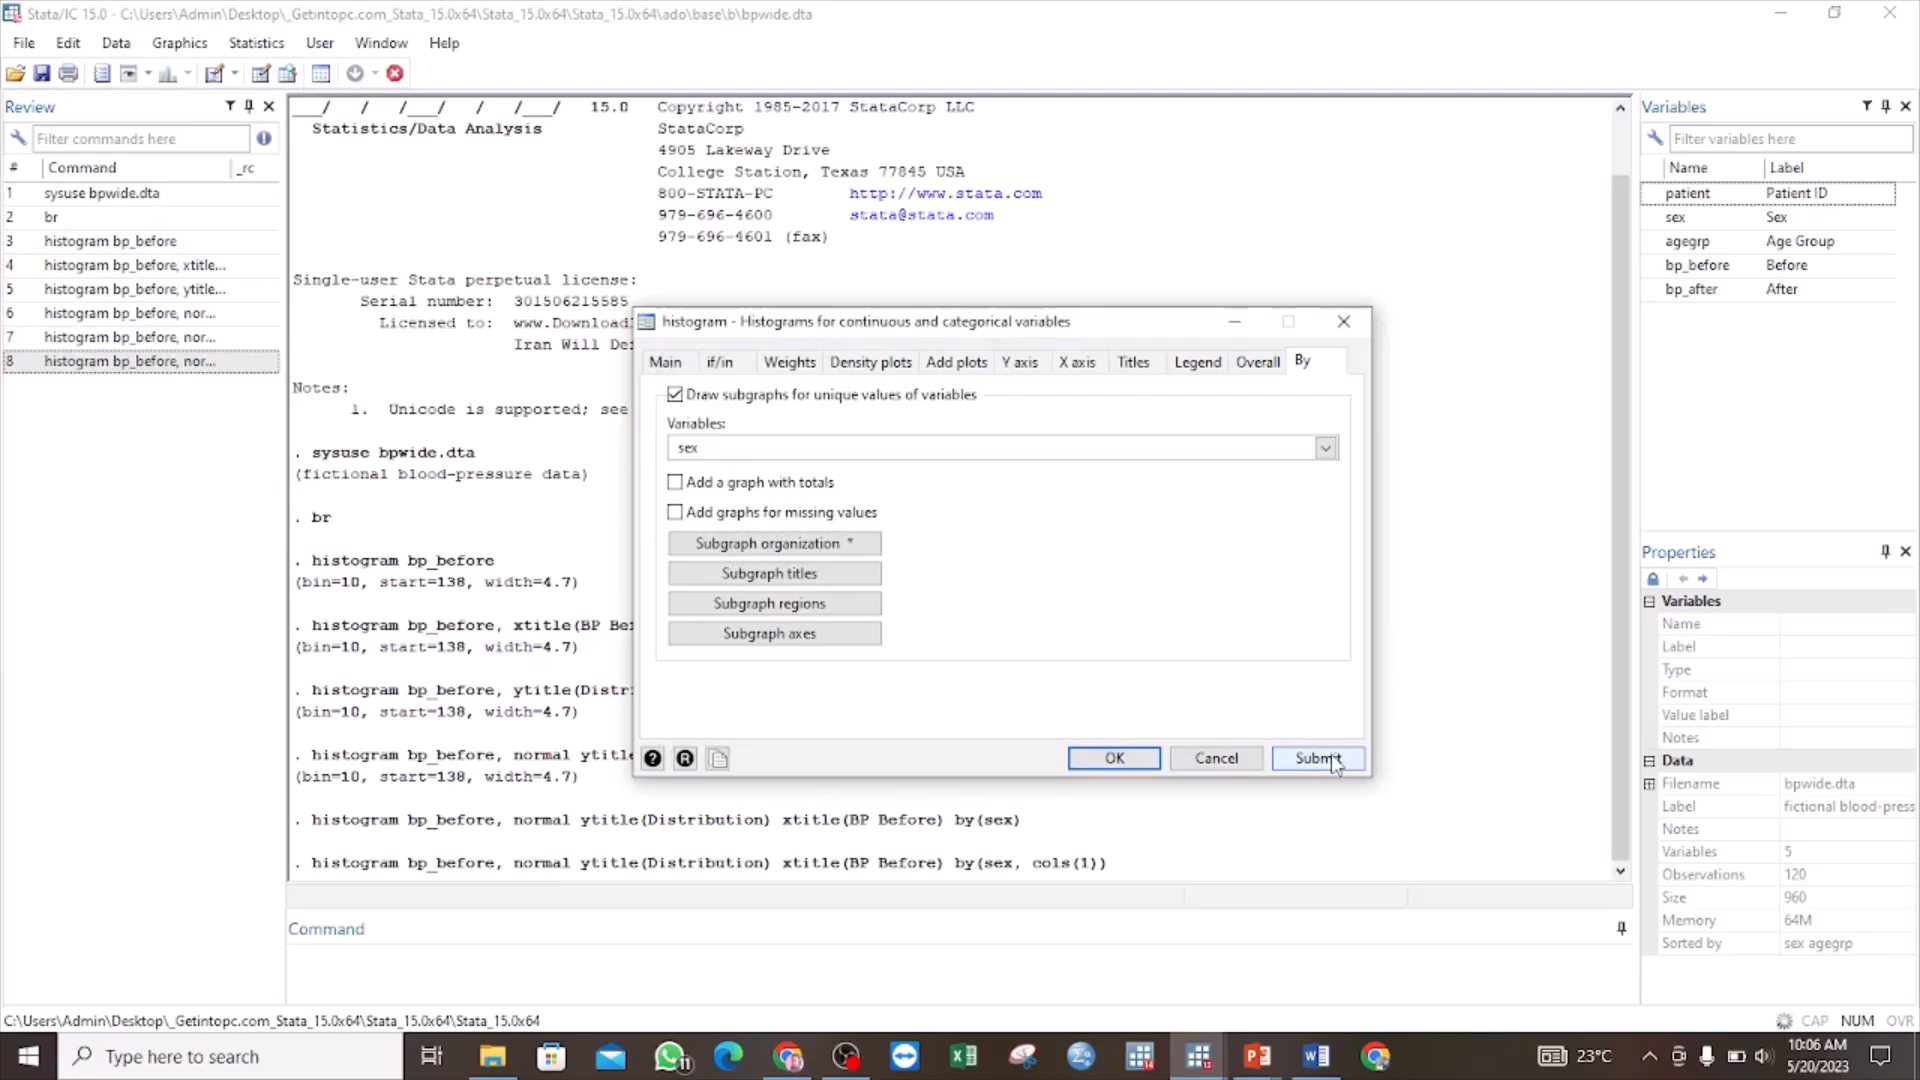 Stata/IC 15.0 - C:\Users\Admin\Desktop\_Getintopc.com_Stata_15.0x64\Stata_15.0x64\Stata_15.0x64\ado\base\b\bpwide.dta
File Edit Data Graphics Statistics User Window Help
Review
Filter commands here
# Command _rc
1 sysuse bpwide.dta
2 br
3 histogram bp_before
4 histogram bp_before, xtitle...
5 histogram bp_before, ytitle...
6 histogram bp_before, nor...
7 histogram bp_before, nor...
8 histogram bp_before, nor...
___/ / /___/ / /___/ 15.0 Copyright 1985-2017 StataCorp LLC
Statistics/Data Analysis StataCorp
4905 Lakeway Drive
College Station, Texas 77845 USA
800-STATA-PC http://www.stata.com
979-696-4600 stata@stata.com
979-696-4601 (fax)
Single-user Stata perpetual license:
Serial number: 301506215585
Licensed to: www.Download
Iran Will De
Notes:
1. Unicode is supported; see
. sysuse bpwide.dta
(fictional blood-pressure data)
. br
. histogram bp_before
(bin=10, start=138, width=4.7)
. histogram bp_before, xtitle(BP Be
(bin=10, start=138, width=4.7)
. histogram bp_before, ytitle(Distr
(bin=10, start=138, width=4.7)
. histogram bp_before, normal ytitl
(bin=10, start=138, width=4.7)
. histogram bp_before, normal ytitle(Distribution) xtitle(BP Before) by(sex)
. histogram bp_before, normal ytitle(Distribution) xtitle(BP Before) by(sex, cols(1))
histogram - Histograms for continuous and categorical variables
Main if/in Weights Density plots Add plots Y axis X axis Titles Legend Overall By
Draw subgraphs for unique values of variables
Variables:
sex
Add a graph with totals
Add graphs for missing values
Subgraph organization *
Subgraph titles
Subgraph regions
Subgraph axes
OK Cancel Submit
Command
Variables
Filter variables here
Name Label
patient Patient ID
sex Sex
agegrp Age Group
bp_before Before
bp_after After
Properties
Variables
Name
Label
Type
Format
Value label
Notes
Data
Filename bpwide.dta
Label fictional blood-press
Notes
Variables 5
Observations 120
Size 960
Memory 64M
Sorted by sex agegrp
C:\Users\Admin\Desktop\_Getintopc.com_Stata_15.0x64\Stata_15.0x64\Stata_15.0x64
CAP NUM OVR
Type here to search
23°C
10:06 AM
5/20/2023